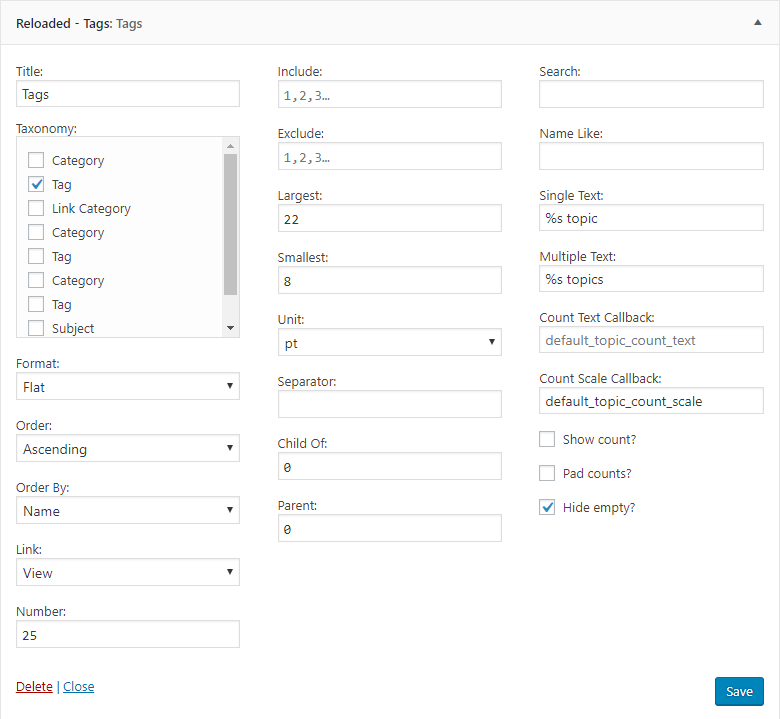 Reloaded - Tags: Tags
Title:
Tags
Taxonomy:
Category
Tag
Link Category
Category
Tag
Category
Tag
Subject
Format:
Flat
Order:
Ascending
Order By:
Name
Link:
View
Number:
25
Include:
1,2,3…
Exclude:
1,2,3…
Largest:
22
Smallest:
8
Unit:
pt
Separator:
Child Of:
0
Parent:
0
Search:
Name Like:
Single Text:
%s topic
Multiple Text:
%s topics
Count Text Callback:
default_topic_count_text
Count Scale Callback:
default_topic_count_scale
Show count?
Pad counts?
Hide empty?
Delete | Close
Save